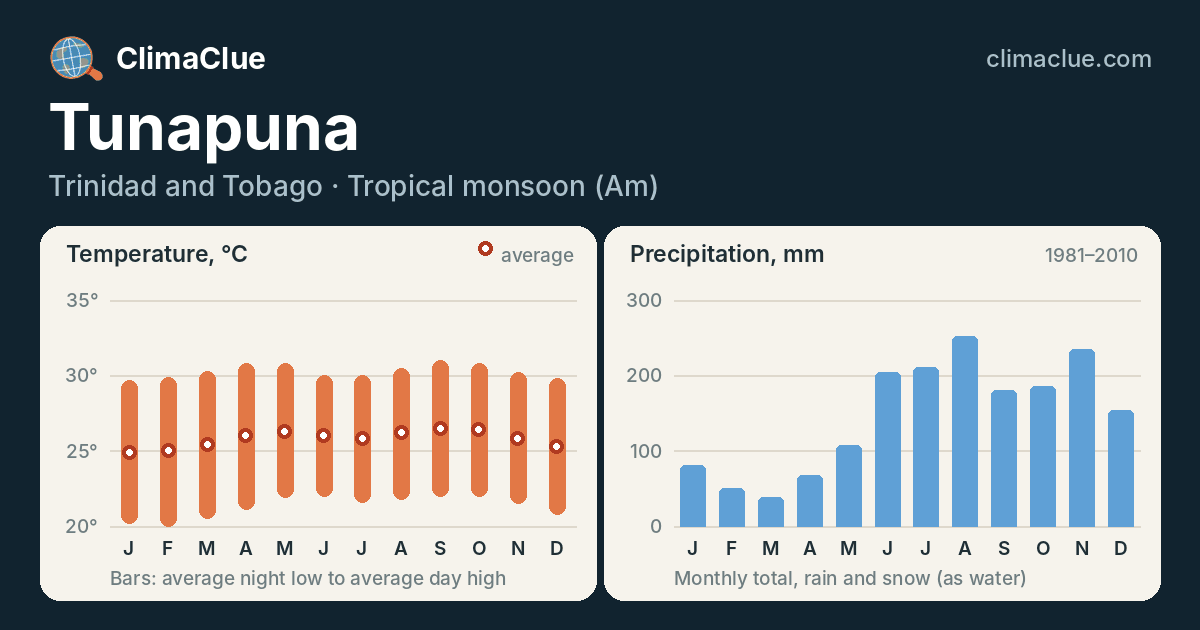 ClimaClue
climaclue.com
Tunapuna
Trinidad and Tobago · Tropical monsoon (Am)
Temperature, °C
average
35°
30°
25°
20°
J F M A M J J A S O N D
Bars: average night low to average day high
Precipitation, mm
1981–2010
300
200
100
0
J F M A M J J A S O N D
Monthly total, rain and snow (as water)